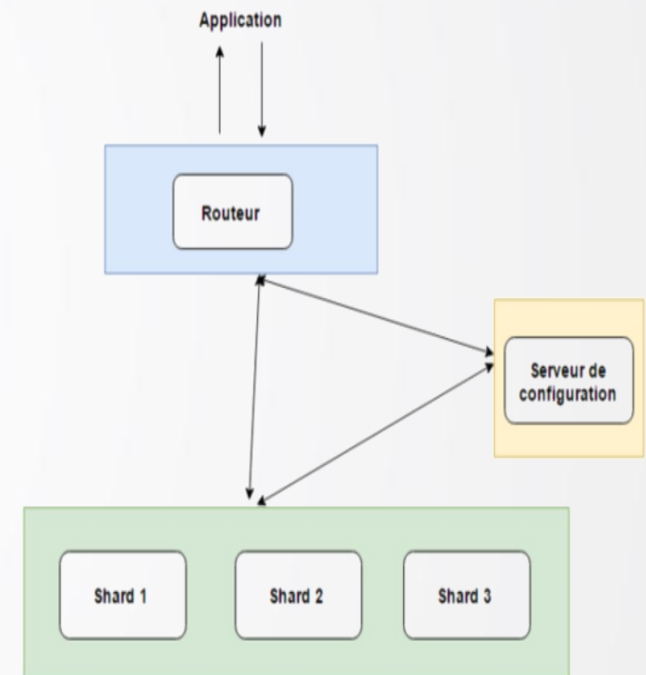 Application
Routeur
Serveur de
configuration
Shard 1
Shard 2
Shard 3